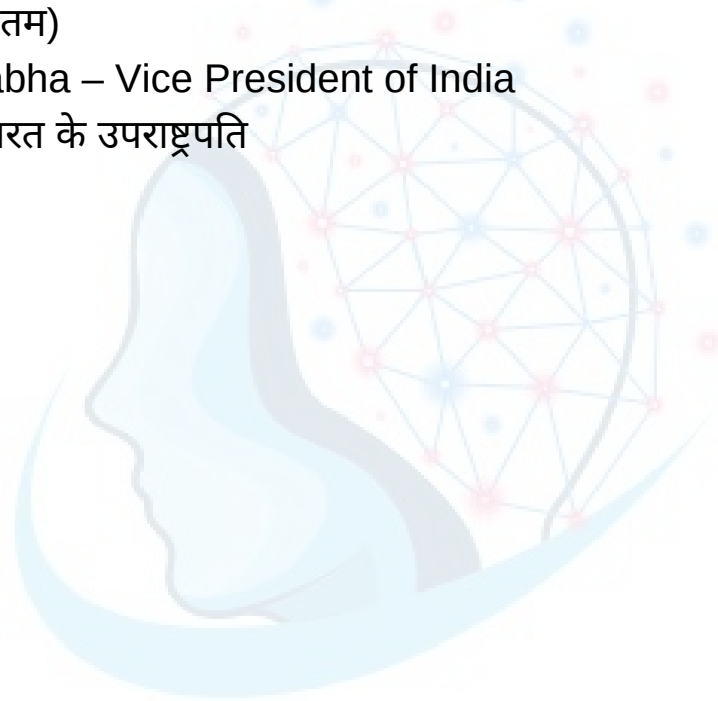 तम)
abha – Vice President of India
रत के उपराष्ट्रपति